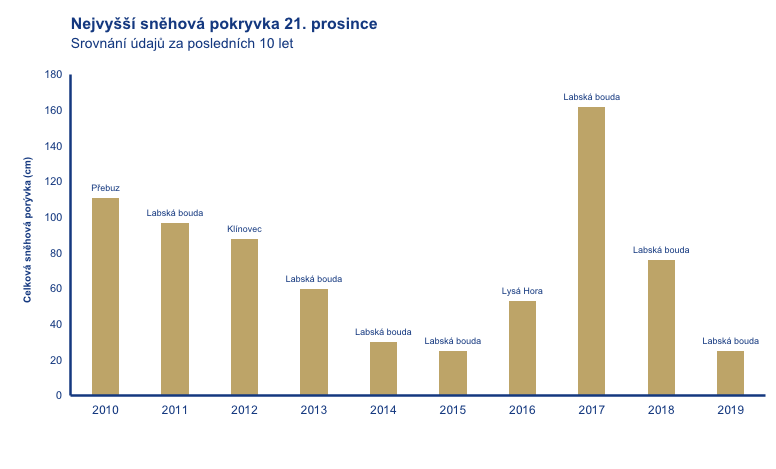 Nejvyšší sněhová pokryvka 21. prosince
Srovnání údajů za posledních 10 let
Celková sněhová porývka (cm)
180
160
140
120
100
80
60
40
20
0
Přebuz
Labská bouda
Klínovec
Labská bouda
Labská bouda
Labská bouda
Lysá Hora
Labská bouda
Labská bouda
Labská bouda
2010 2011 2012 2013 2014 2015 2016 2017 2018 2019